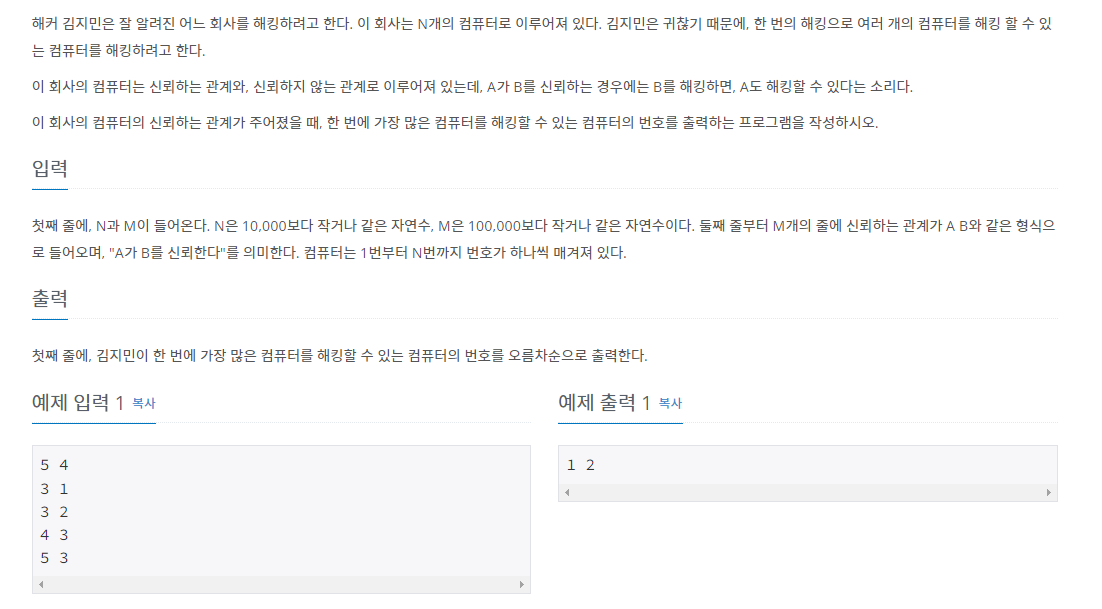 해커 김지민은 잘 알려진 어느 회사를 해킹하려고 한다. 이 회사는 N개의 컴퓨터로 이루어져 있다. 김지민은 귀찮기 때문에, 한 번의 해킹으로 여러 개의 컴퓨터를 해킹 할 수 있
는 컴퓨터를 해킹하려고 한다.
이 회사의 컴퓨터는 신뢰하는 관계와, 신뢰하지 않는 관계로 이루어져 있는데, A가 B를 신뢰하는 경우에는 B를 해킹하면, A도 해킹할 수 있다는 소리다.
이 회사의 컴퓨터의 신뢰하는 관계가 주어졌을 때, 한 번에 가장 많은 컴퓨터를 해킹할 수 있는 컴퓨터의 번호를 출력하는 프로그램을 작성하시오.
입력
첫째 줄에, N과 M이 들어온다. N은 10,000보다 작거나 같은 자연수, M은 100,000보다 작거나 같은 자연수이다. 둘째 줄부터 M개의 줄에 신뢰하는 관계가 A B와 같은 형식으
로 들어오며, "A가 B를 신뢰한다"를 의미한다. 컴퓨터는 1번부터 N번까지 번호가 하나씩 매겨져 있다.
출력
첫째 줄에, 김지민이 한 번에 가장 많은 컴퓨터를 해킹할 수 있는 컴퓨터의 번호를 오름차순으로 출력한다.
예제 입력 1 복사
5 4
3 1
3 2
4 3
5 3
예제 출력 1 복사
1 2